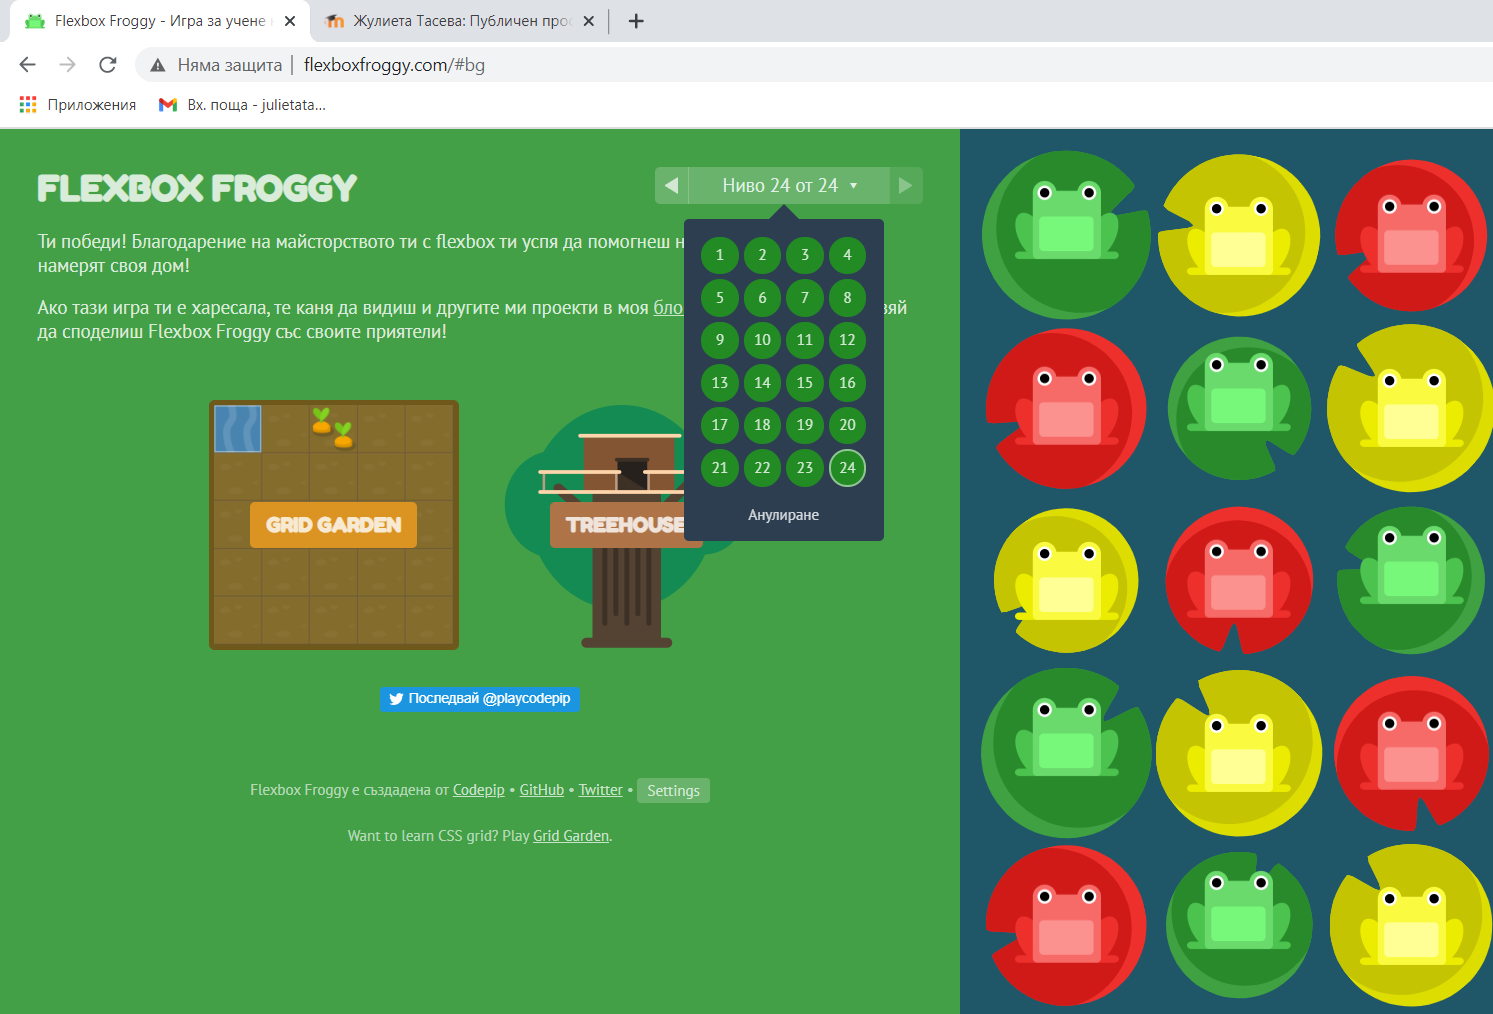 Flexbox Froggy - Игра за учене
Жулиета Тасева: Публичен про
Няма защита | flexboxfroggy.com/#bg
Приложения
Вх. поща - julietata...
FLEXBOX FROGGY
Ниво 24 от 24
Ти победи! Благодарение на майсторството ти с flexbox ти успя да помогнеш
намерят своя дом!
Ако тази игра ти е харесала, те каня да видиш и другите ми проекти в моя
да споделиш Flexbox Froggy със своите приятели!
1 2 3 4
5 6 7 8
9 10 11 12
13 14 15 16
17 18 19 20
21 22 23 24
Анулиране
GRID GARDEN
TREEHOUSE
Последвай @playcodepip
Flexbox Froggy е създадена от Codepip • GitHub • Twitter • Settings
Want to learn CSS grid? Play Grid Garden.